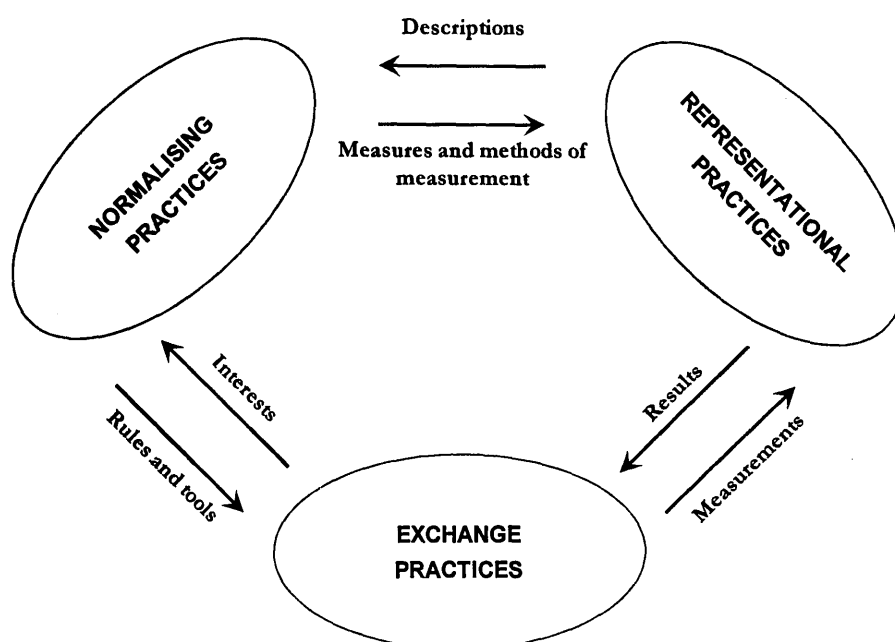 Descriptions
NORMALISING
PRACTICES
REPRESENTATIONAL
PRACTICES
Measures and methods of
measurement
Interests
Rules and tools
Results
Measurements
EXCHANGE
PRACTICES